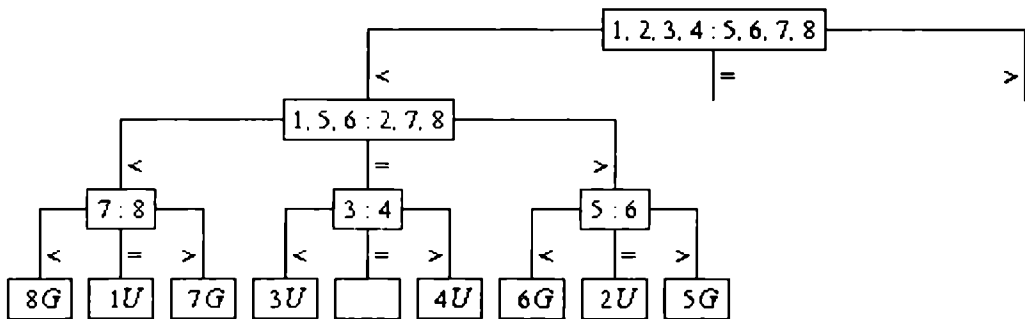 1, 2, 3, 4 : 5, 6, 7, 8
< = >
1, 5, 6 : 2, 7, 8
< = >
7 : 8 3 : 4 5 : 6
< = > < = > < = >
8G 1U 7G 3U 4U 6G 2U 5G